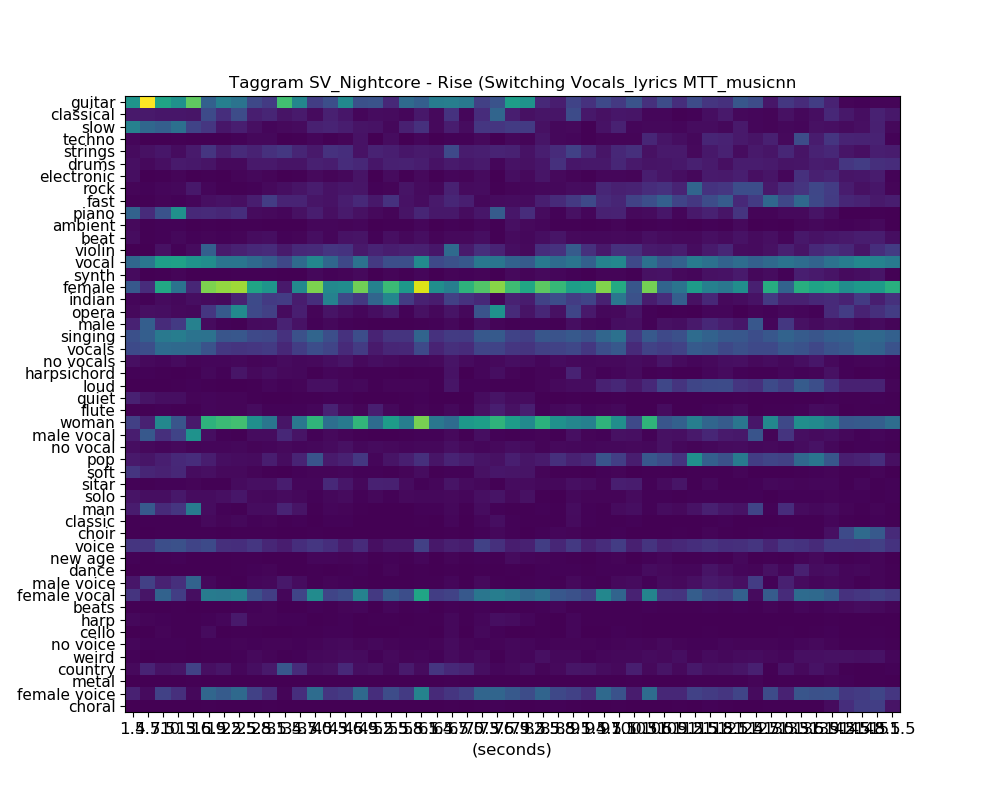 Taggram SV_Nightcore - Rise (Switching Vocals_lyrics MTT_musicnn
guitar
classical
slow
techno
strings
drums
electronic
rock
fast
piano
ambient
beat
violin
vocal
synth
female
indian
opera
male
singing
vocals
no vocals
harpsichord
loud
quiet
flute
woman
male vocal
no vocal
pop
soft
sitar
solo
man
classic
choir
voice
new age
dance
male voice
female vocal
beats
harp
cello
no voice
weird
country
metal
female voice
choral
(seconds)